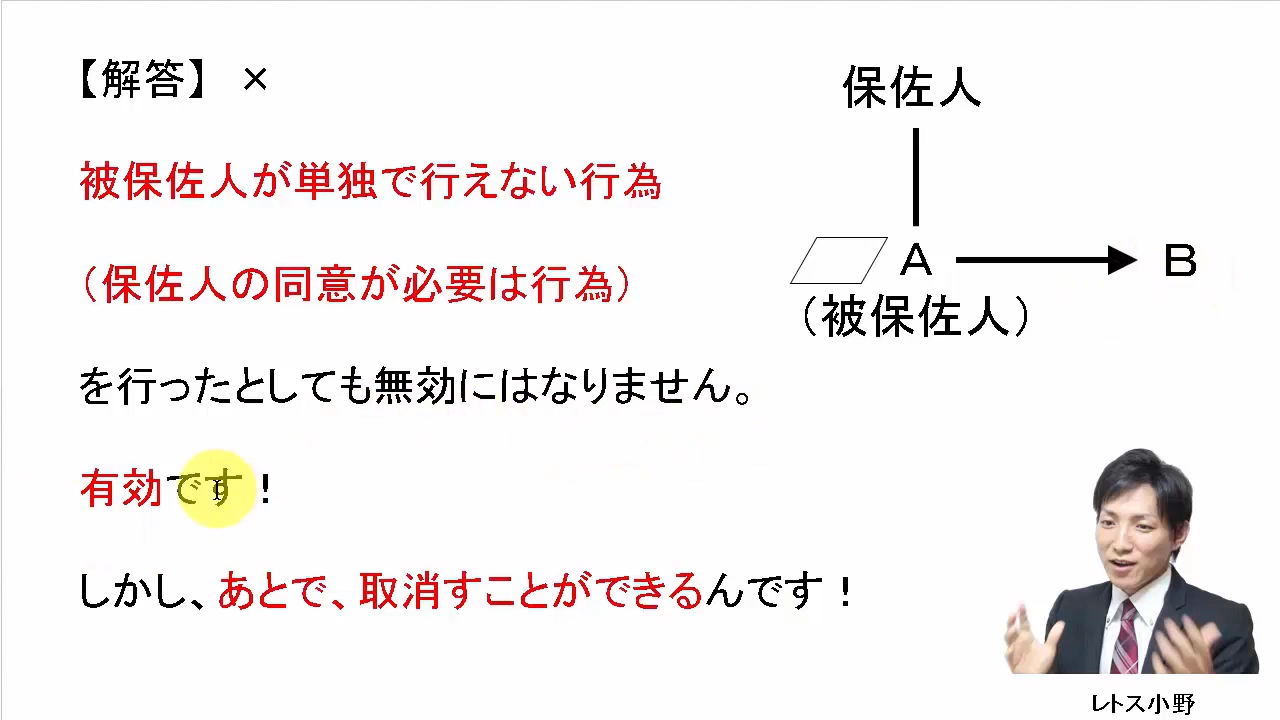 【解答】 ×
被保佐人が単独で行えない行為
（保佐人の同意が必要は行為）
を行ったとしても無効にはなりません。
有効です！
しかし、あとで、取消すことができるんです！
保佐人
A
B
（被保佐人）
レトス小野